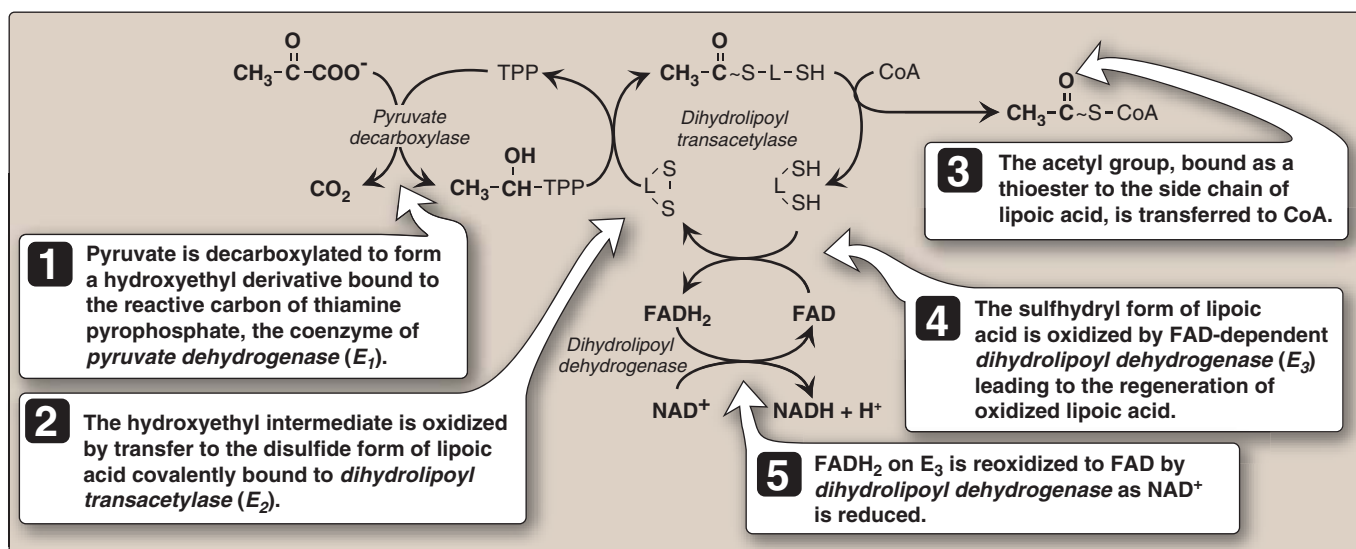 O
CH3–C–COO-
TPP
Pyruvate
decarboxylase
CO2
OH
CH3–CH–TPP
O
CH3–C~S–L–SH
CoA
Dihydrolipoyl
transacetylase
S
L
S
SH
L
SH
O
CH3–C~S–CoA
FADH2
FAD
Dihydrolipoyl
dehydrogenase
NAD+
NADH + H+
1
Pyruvate is decarboxylated to form
a hydroxyethyl derivative bound to
the reactive carbon of thiamine
pyrophosphate, the coenzyme of
pyruvate dehydrogenase (E1).
2
The hydroxyethyl intermediate is oxidized
by transfer to the disulfide form of lipoic
acid covalently bound to dihydrolipoyl
transacetylase (E2).
3
The acetyl group, bound as a
thioester to the side chain of
lipoic acid, is transferred to CoA.
4
The sulfhydryl form of lipoic
acid is oxidized by FAD-dependent
dihydrolipoyl dehydrogenase (E3)
leading to the regeneration of
oxidized lipoic acid.
5
FADH2 on E3 is reoxidized to FAD by
dihydrolipoyl dehydrogenase as NAD+
is reduced.